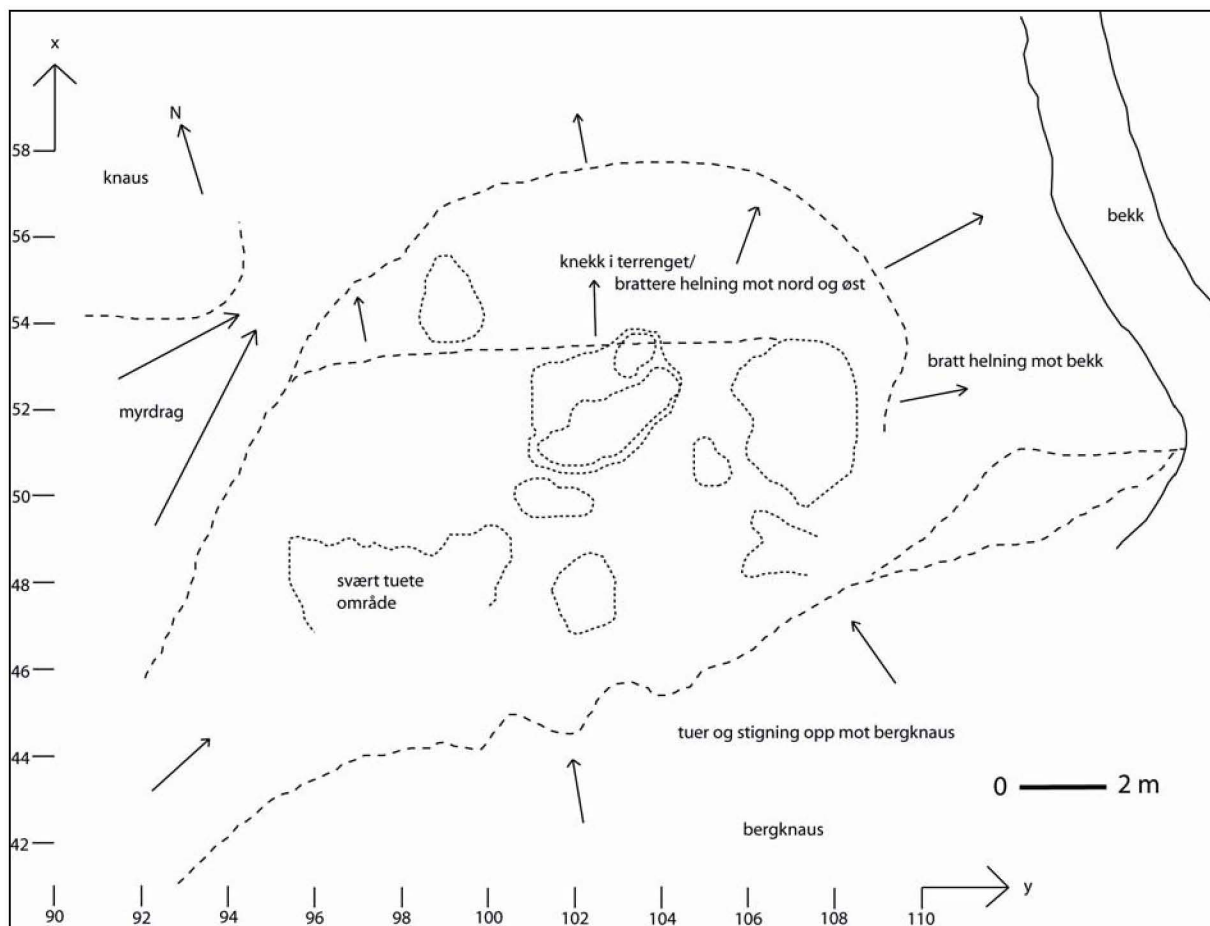 x
N
58
knaus
bekk
56
knekk i terrenget/
brattere helning mot nord og øst
54
bratt helning mot bekk
myrdrag
52
50
48
svært tuete
område
46
tuer og stigning opp mot bergknaus
44
0 2 m
bergknaus
42
y
90 92 94 96 98 100 102 104 106 108 110